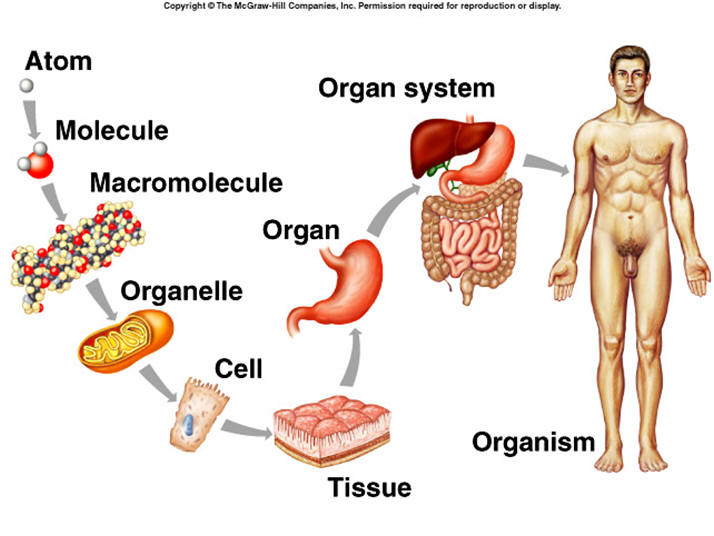 Copyright © The McGraw-Hill Companies, Inc. Permission required for reproduction or display.
Atom
Molecule
Macromolecule
Organelle
Cell
Tissue
Organ
Organ system
Organism